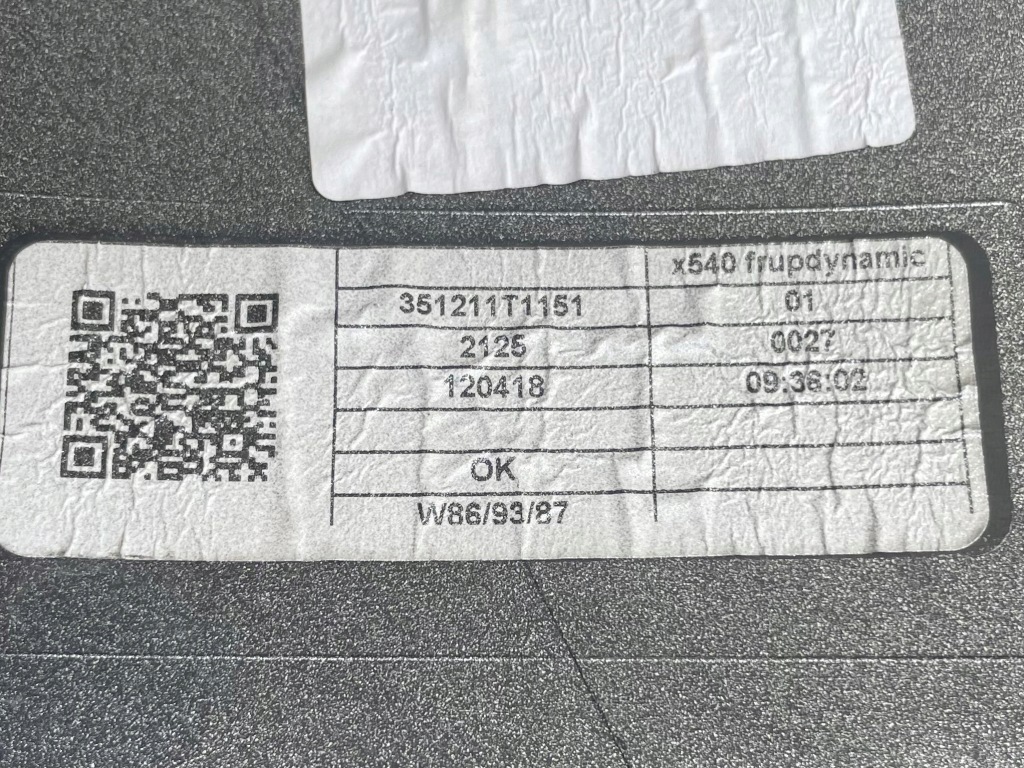 x540 frupdynamic
351211T1151 01
2125 0027
120418 09:36:02
OK
W86/93/87